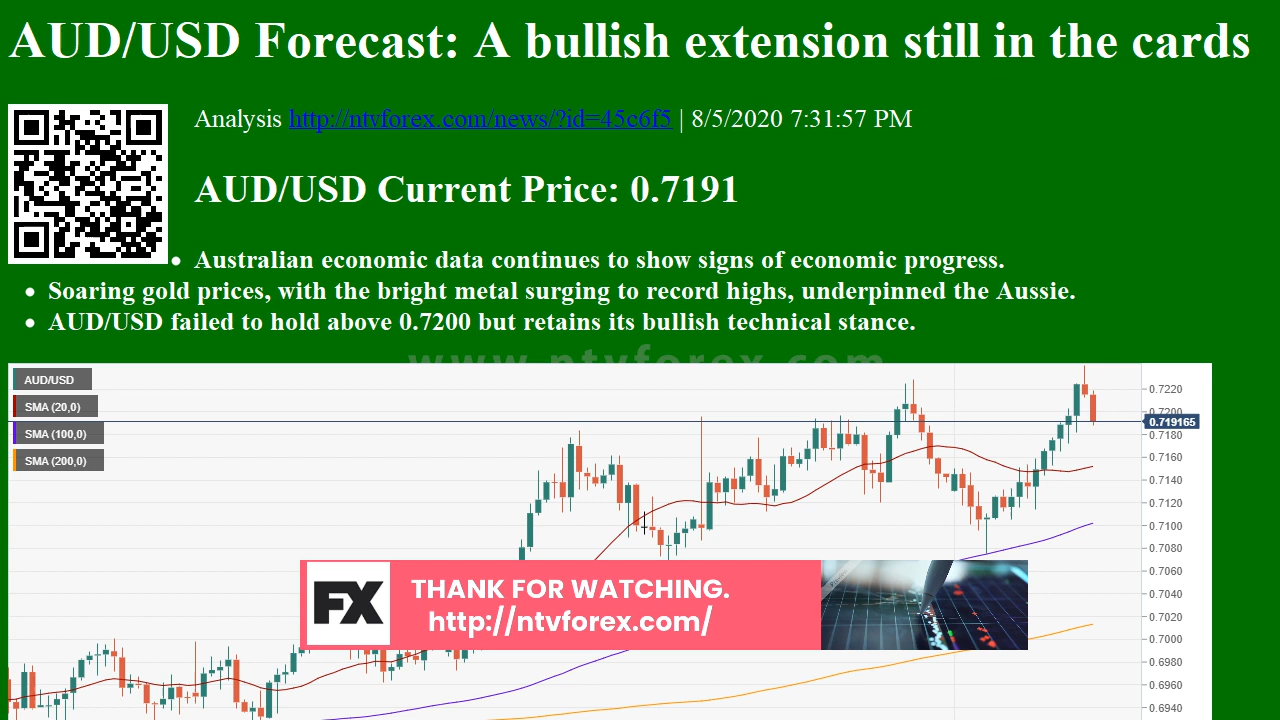 AUD/USD Forecast: A bullish extension still in the cards
Analysis http://ntvforex.com/news/?id=45c6f5 | 8/5/2020 7:31:57 PM
AUD/USD Current Price: 0.7191
Australian economic data continues to show signs of economic progress.
Soaring gold prices, with the bright metal surging to record highs, underpinned the Aussie.
AUD/USD failed to hold above 0.7200 but retains its bullish technical stance.
www.ntvforex.com
AUD/USD
SMA (20,0)
SMA (100,0)
SMA (200,0)
0.7220
0.7200
0.719165
0.7180
0.7160
0.7140
0.7120
0.7100
0.7080
0.7060
0.7040
0.7020
0.7000
0.6980
0.6960
0.6940
FX
THANK FOR WATCHING.
http://ntvforex.com/